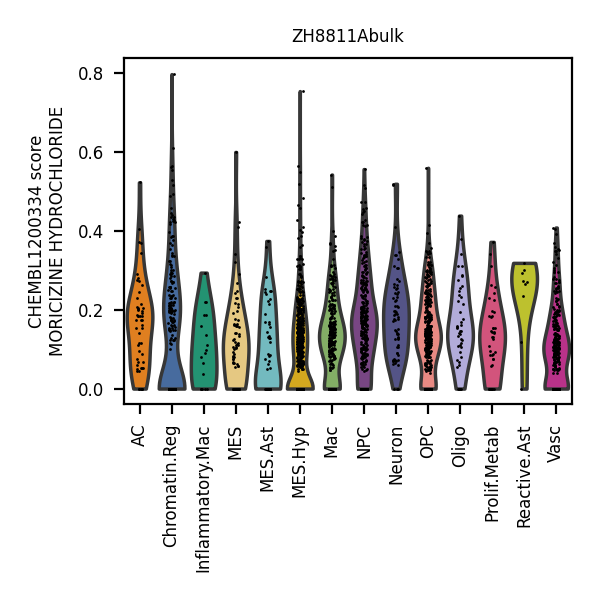 ZH8811Abulk
CHEMBL1200334 score
MORICIZINE HYDROCHLORIDE
0.8
0.6
0.4
0.2
0.0
AC
Chromatin.Reg
Inflammatory.Mac
MES
MES.Ast
MES.Hyp
Mac
NPC
Neuron
OPC
Oligo
Prolif.Metab
Reactive.Ast
Vasc